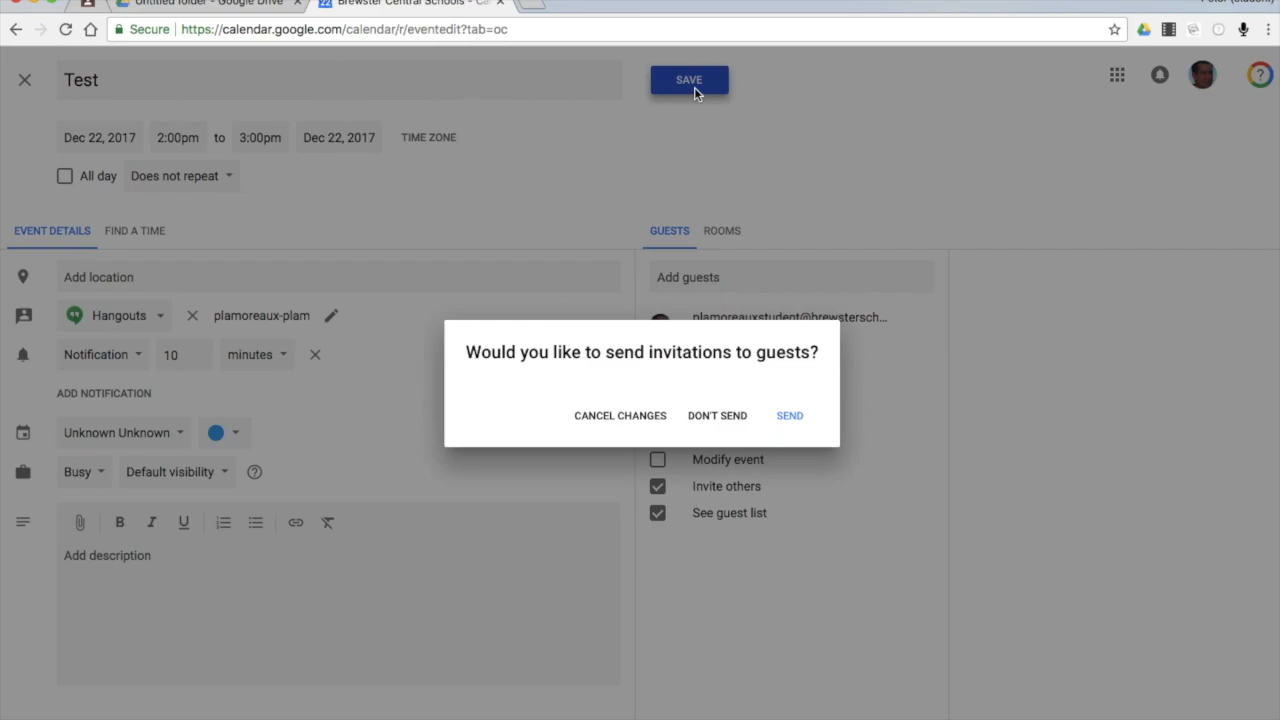 Untitled folder - Google Drive
Brewster Central Schools - Ca
Secure
https://calendar.google.com/calendar/r/eventedit?tab=oc
Test
SAVE
Dec 22, 2017 2:00pm to 3:00pm Dec 22, 2017 TIME ZONE
All day Does not repeat
EVENT DETAILS FIND A TIME
GUESTS ROOMS
Add location
Add guests
Hangouts plamoreaux-plam
plamoreauxstudent@brewstersch...
Notification 10 minutes
Would you like to send invitations to guests?
ADD NOTIFICATION
CANCEL CHANGES DON'T SEND SEND
Unknown Unknown
Busy Default visibility
Modify event
Invite others
See guest list
B I U
Add description